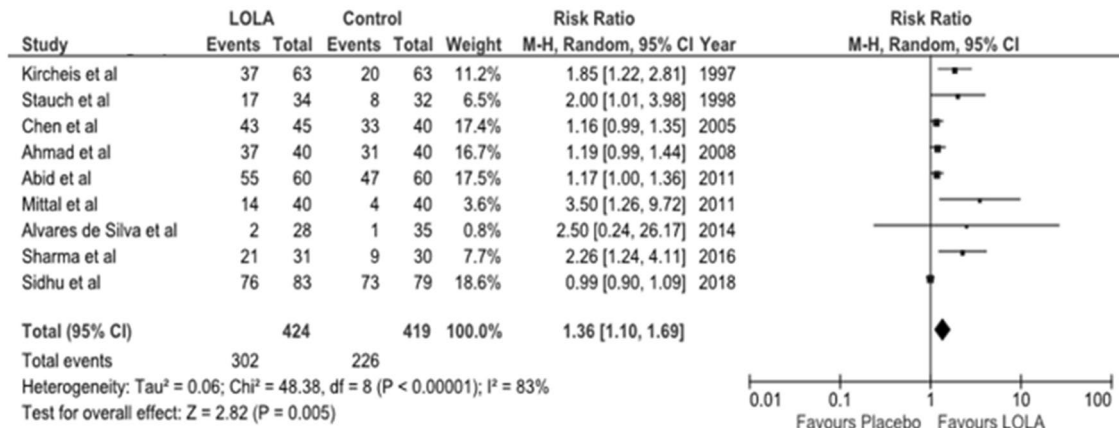 LOLA Control Risk Ratio Risk Ratio
Study Events Total Events Total Weight M-H, Random, 95% CI Year M-H, Random, 95% CI
Kircheis et al 37 63 20 63 11.2% 1.85 [1.22, 2.81] 1997
Stauch et al 17 34 8 32 6.5% 2.00 [1.01, 3.98] 1998
Chen et al 43 45 33 40 17.4% 1.16 [0.99, 1.35] 2005
Ahmad et al 37 40 31 40 16.7% 1.19 [0.99, 1.44] 2008
Abid et al 55 60 47 60 17.5% 1.17 [1.00, 1.36] 2011
Mittal et al 14 40 4 40 3.6% 3.50 [1.26, 9.72] 2011
Alvares de Silva et al 2 28 1 35 0.8% 2.50 [0.24, 26.17] 2014
Sharma et al 21 31 9 30 7.7% 2.26 [1.24, 4.11] 2016
Sidhu et al 76 83 73 79 18.6% 0.99 [0.90, 1.09] 2018
Total (95% CI) 424 419 100.0% 1.36 [1.10, 1.69]
Total events 302 226
Heterogeneity: Tau² = 0.06; Chi² = 48.38, df = 8 (P < 0.00001); I² = 83%
Test for overall effect: Z = 2.82 (P = 0.005)
0.01 0.1 1 10 100
Favours Placebo Favours LOLA